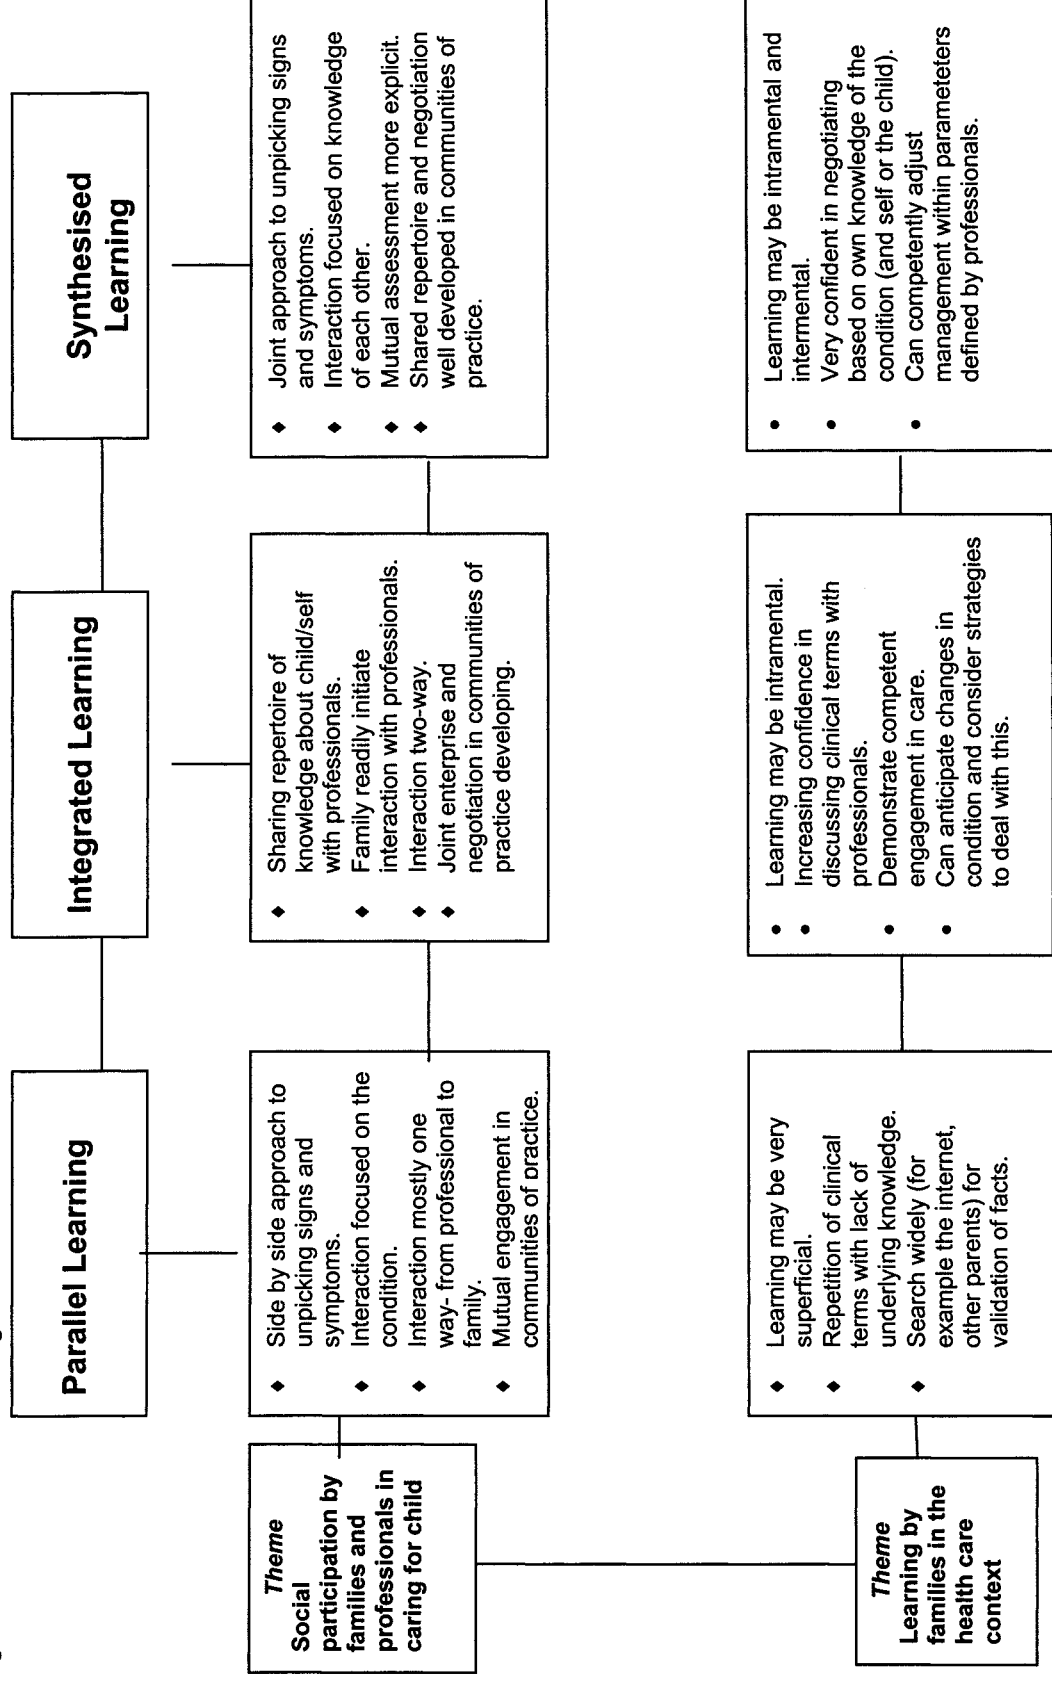 Parallel Learning
Integrated Learning
Synthesised
Learning
Theme
Social
participation by
families and
professionals in
caring for child
♦ Side by side approach to
unpicking signs and
symptoms.
♦ Interaction focused on the
condition.
♦ Interaction mostly one
way- from professional to
family.
♦ Mutual engagement in
communities of practice.
♦ Sharing repertoire of
knowledge about child/self
with professionals.
♦ Family readily initiate
interaction with professionals.
♦ Interaction two-way.
♦ Joint enterprise and
negotiation in communities of
practice developing.
♦ Joint approach to unpicking signs
and symptoms.
♦ Interaction focused on knowledge
of each other.
♦ Mutual assessment more explicit.
♦ Shared repertoire and negotiation
well developed in communities of
practice.
Theme
Learning by
families in the
health care
context
♦ Learning may be very
superficial.
♦ Repetition of clinical
terms with lack of
underlying knowledge.
♦ Search widely (for
example the internet,
other parents) for
validation of facts.
• Learning may be intramental.
• Increasing confidence in
discussing clinical terms with
professionals.
• Demonstrate competent
engagement in care.
• Can anticipate changes in
condition and consider strategies
to deal with this.
• Learning may be intramental and
intermental.
• Very confident in negotiating
based on own knowledge of the
condition (and self or the child).
• Can competently adjust
management within parameteters
defined by professionals.